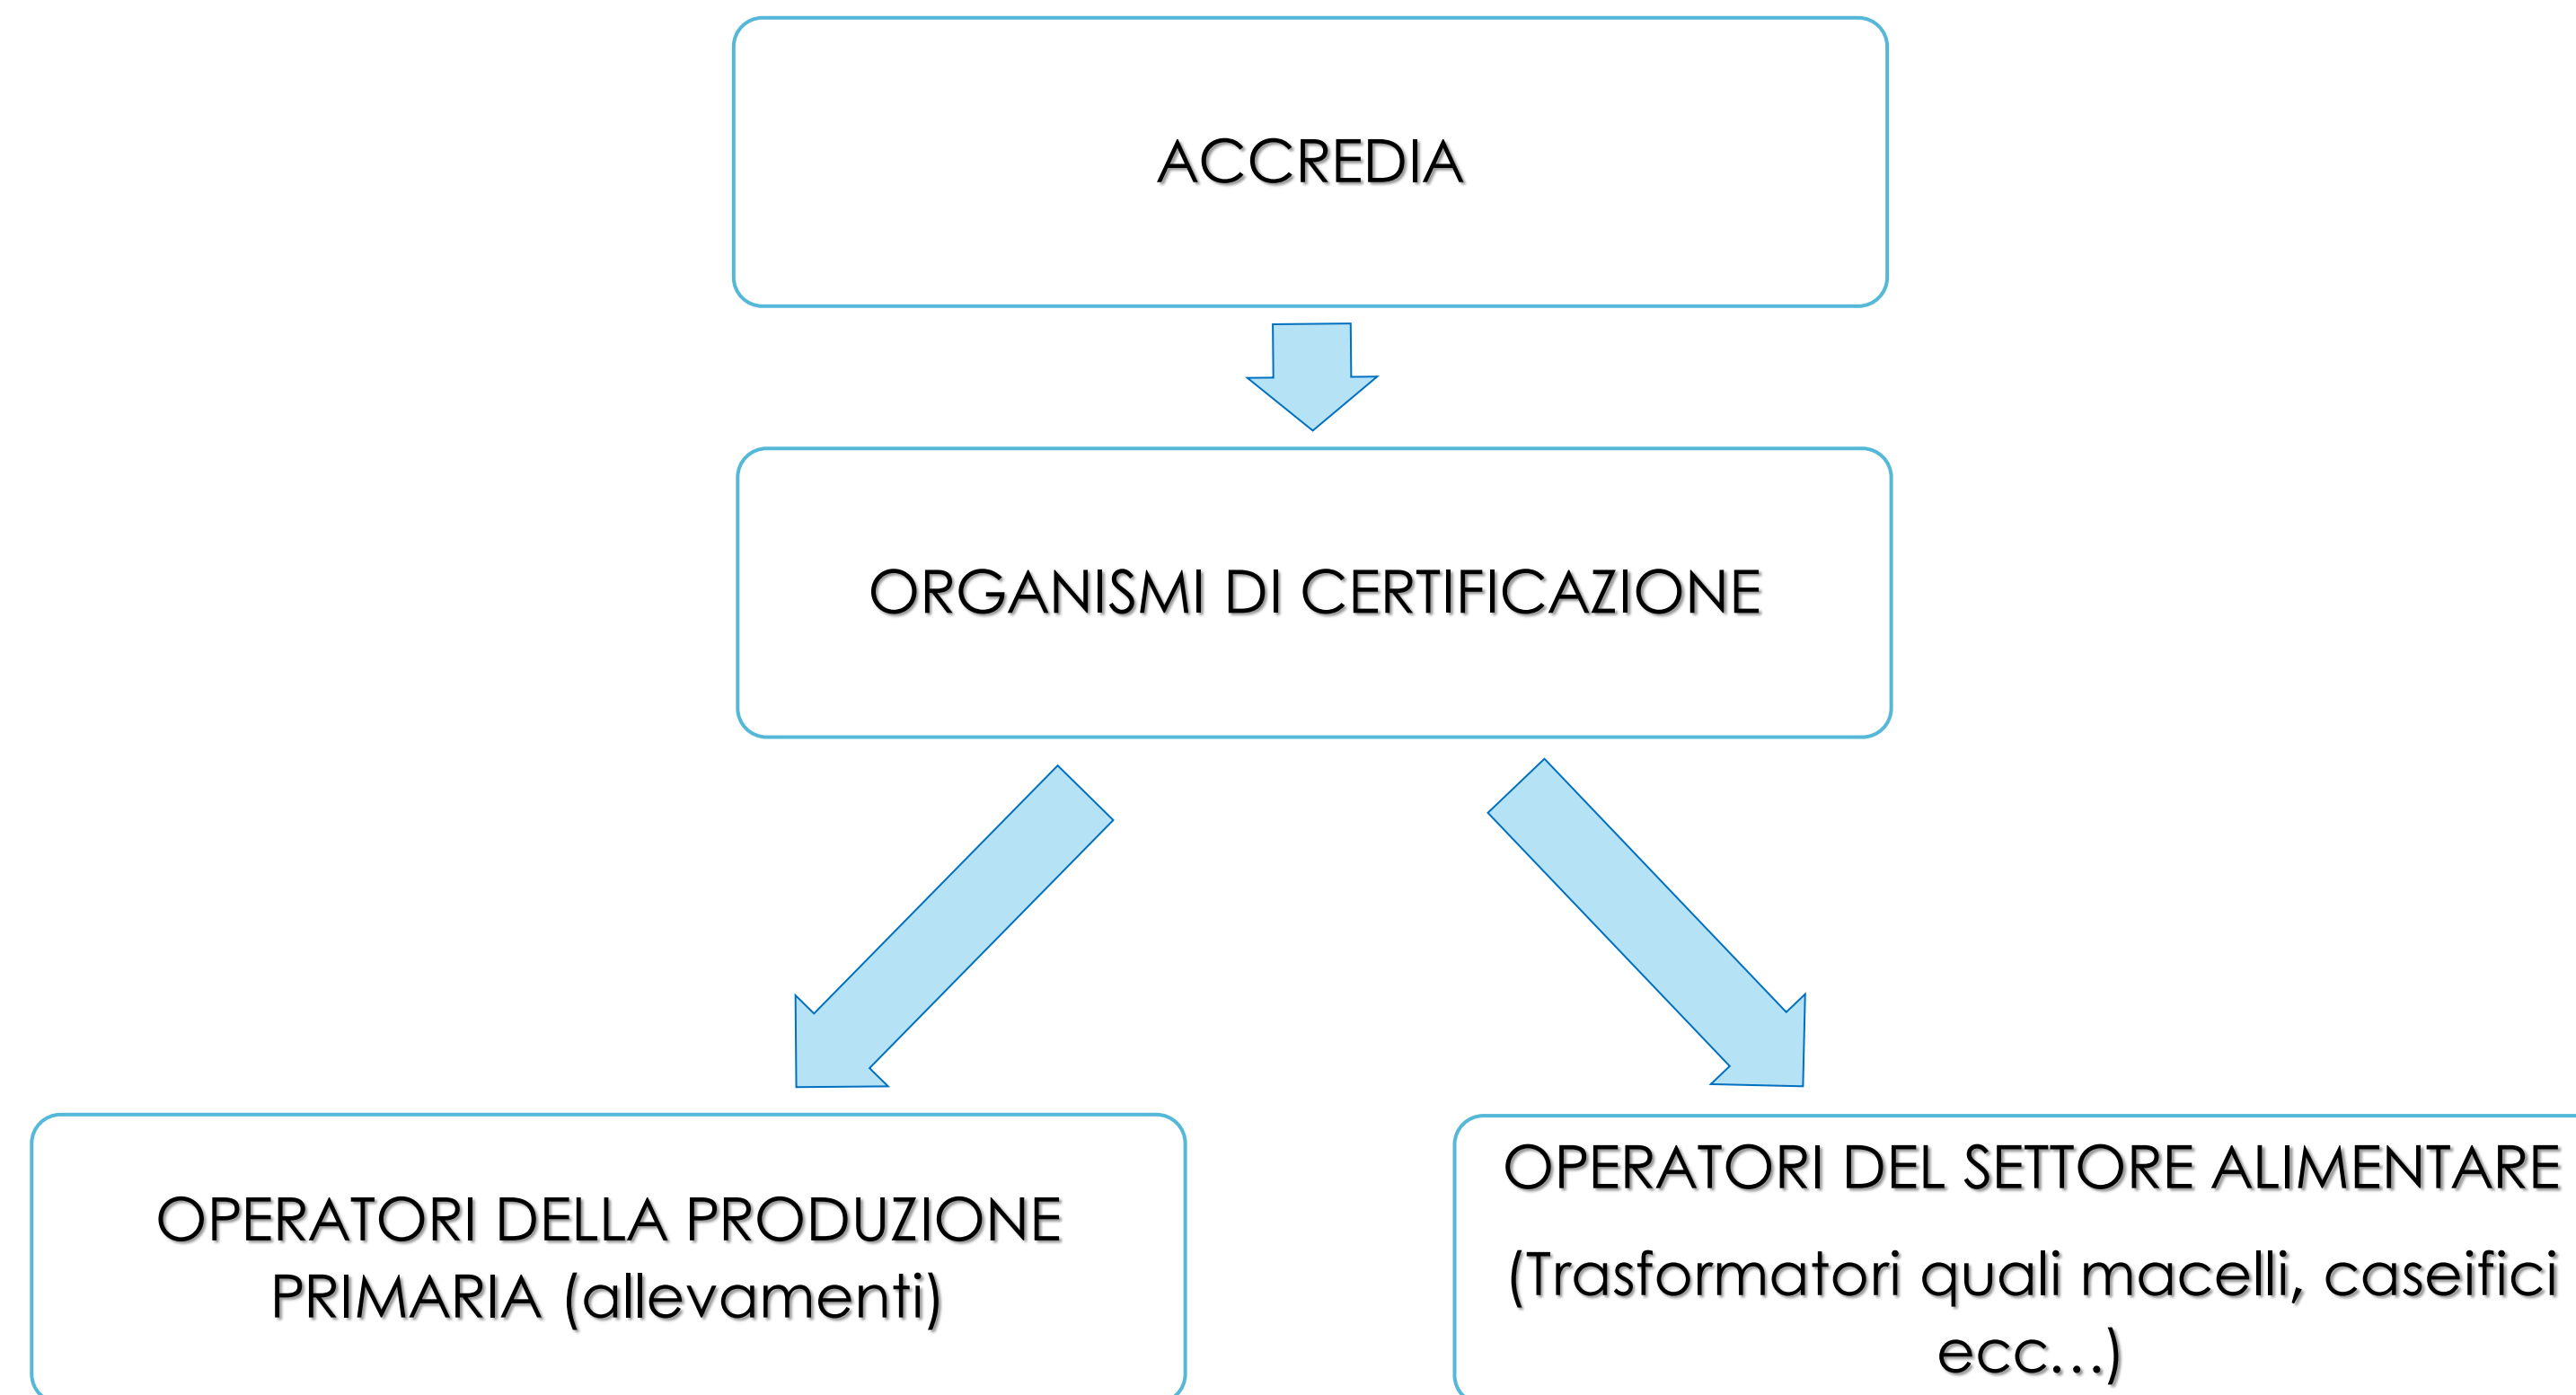 ACCREDIA
ORGANISMI DI CERTIFICAZIONE
OPERATORI DELLA PRODUZIONE
PRIMARIA (allevamenti)
OPERATORI DEL SETTORE ALIMENTARE
(Trasformatori quali macelli, caseifici
ecc...)